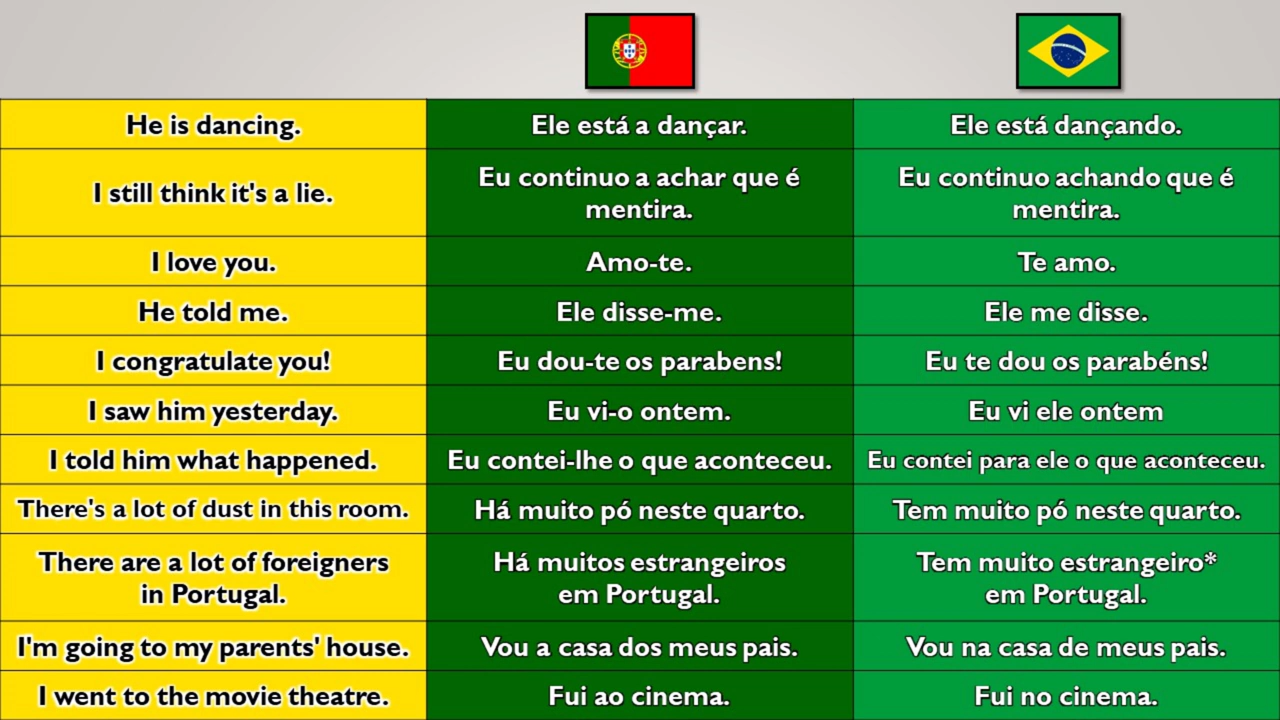 He is dancing.
Ele está a dançar.
Ele está dançando.
I still think it's a lie.
Eu continuo a achar que é
mentira.
Eu continuo achando que é
mentira.
I love you.
Amo-te.
Te amo.
He told me.
Ele disse-me.
Ele me disse.
I congratulate you!
Eu dou-te os parabens!
Eu te dou os parabéns!
I saw him yesterday.
Eu vi-o ontem.
Eu vi ele ontem
I told him what happened.
Eu contei-lhe o que aconteceu.
Eu contei para ele o que aconteceu.
There's a lot of dust in this room.
Há muito pó neste quarto.
Tem muito pó neste quarto.
There are a lot of foreigners
in Portugal.
Há muitos estrangeiros
em Portugal.
Tem muito estrangeiro*
em Portugal.
I'm going to my parents' house.
Vou a casa dos meus pais.
Vou na casa de meus pais.
I went to the movie theatre.
Fui ao cinema.
Fui no cinema.